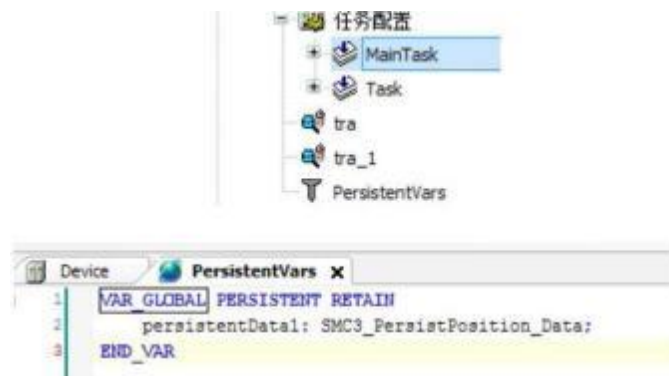 任务配置
MainTask
Task
tra
tra_1
PersistentVars
Device
PersistentVars X
1 VAR_GLOBAL PERSISTENT RETAIN
2 persistentData1: SMC3_PersistPosition_Data;
3 END_VAR